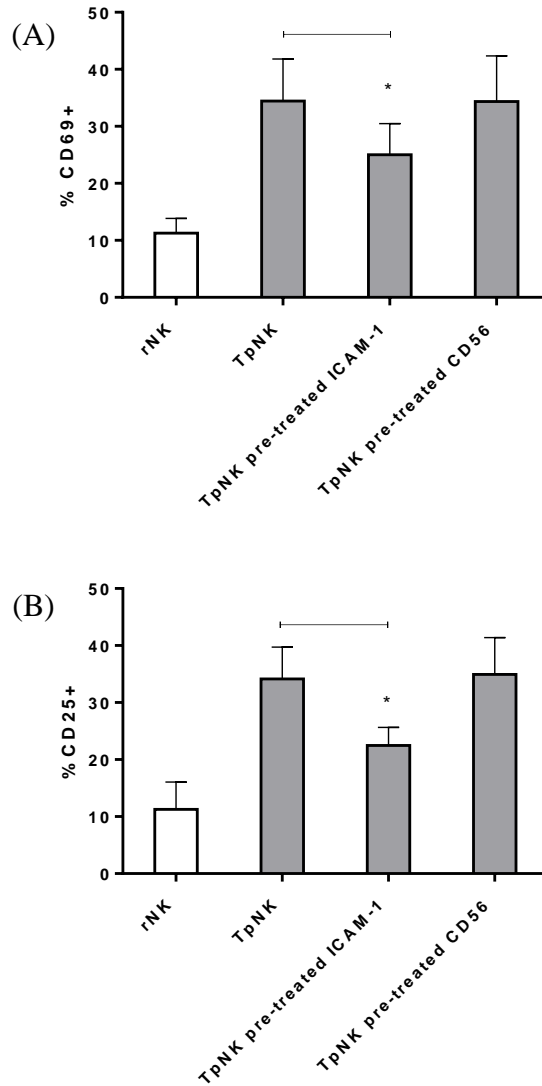 (A)
50
40
30
20
10
0
% CD69+
*
rNK
TpNK
TpNK pre-treated ICAM-1
TpNK pre-treated CD56
(B)
50
40
30
20
10
0
%CD25+
*
rNK
TpNK
TpNK pre-treated ICAM-1
TpNK pre-treated CD56